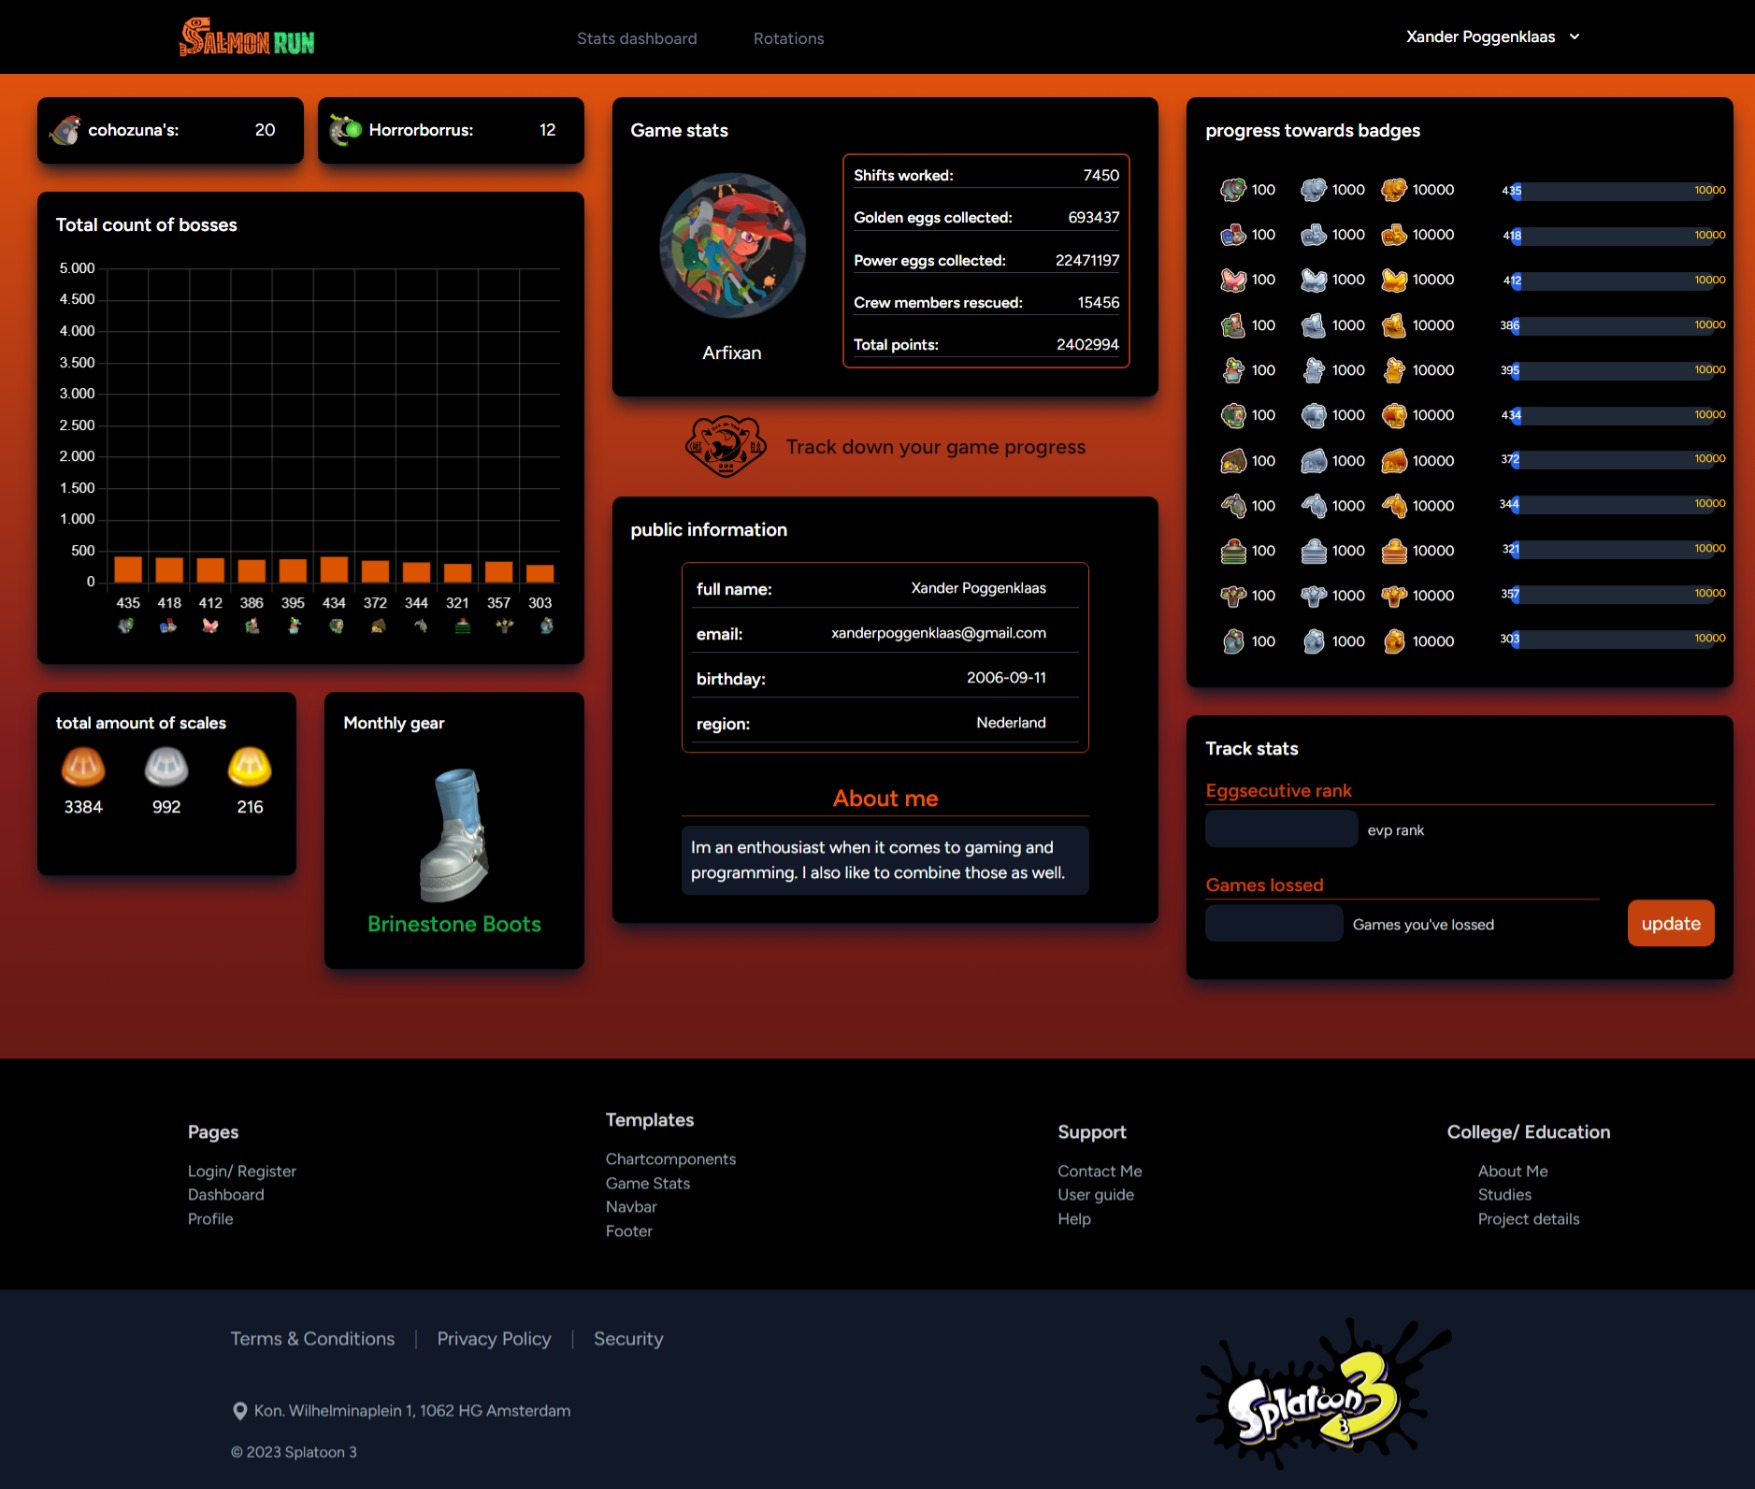 SALMON RUN
Stats dashboard
Rotations
Xander Poggenklaas
cohozuna's: 20
Horrorborrus: 12
Total count of bosses
5.000
4.500
4.000
3.500
3.000
2.500
2.000
1.500
1.000
500
0
435 418 412 386 395 434 372 344 321 357 303
total amount of scales
3384 992 216
Monthly gear
Brinestone Boots
Game stats
Arfixan
Shifts worked: 7450
Golden eggs collected: 693437
Power eggs collected: 22471197
Crew members rescued: 15456
Total points: 2402994
Track down your game progress
public information
full name: Xander Poggenklaas
email: xanderpoggenklaas@gmail.com
birthday: 2006-09-11
region: Nederland
About me
Im an enthousiast when it comes to gaming and
programming. I also like to combine those as well.
progress towards badges
100 1000 10000 435 10000
100 1000 10000 418 10000
100 1000 10000 412 10000
100 1000 10000 386 10000
100 1000 10000 395 10000
100 1000 10000 434 10000
100 1000 10000 372 10000
100 1000 10000 344 10000
100 1000 10000 321 10000
100 1000 10000 357 10000
100 1000 10000 303 10000
Track stats
Eggsecutive rank
evp rank
Games lossed
Games you've lossed
update
Pages
Login/ Register
Dashboard
Profile
Templates
Chartcomponents
Game Stats
Navbar
Footer
Support
Contact Me
User guide
Help
College/ Education
About Me
Studies
Project details
Terms & Conditions | Privacy Policy | Security
Kon. Wilhelminaplein 1, 1062 HG Amsterdam
© 2023 Splatoon 3
Splatoon 3